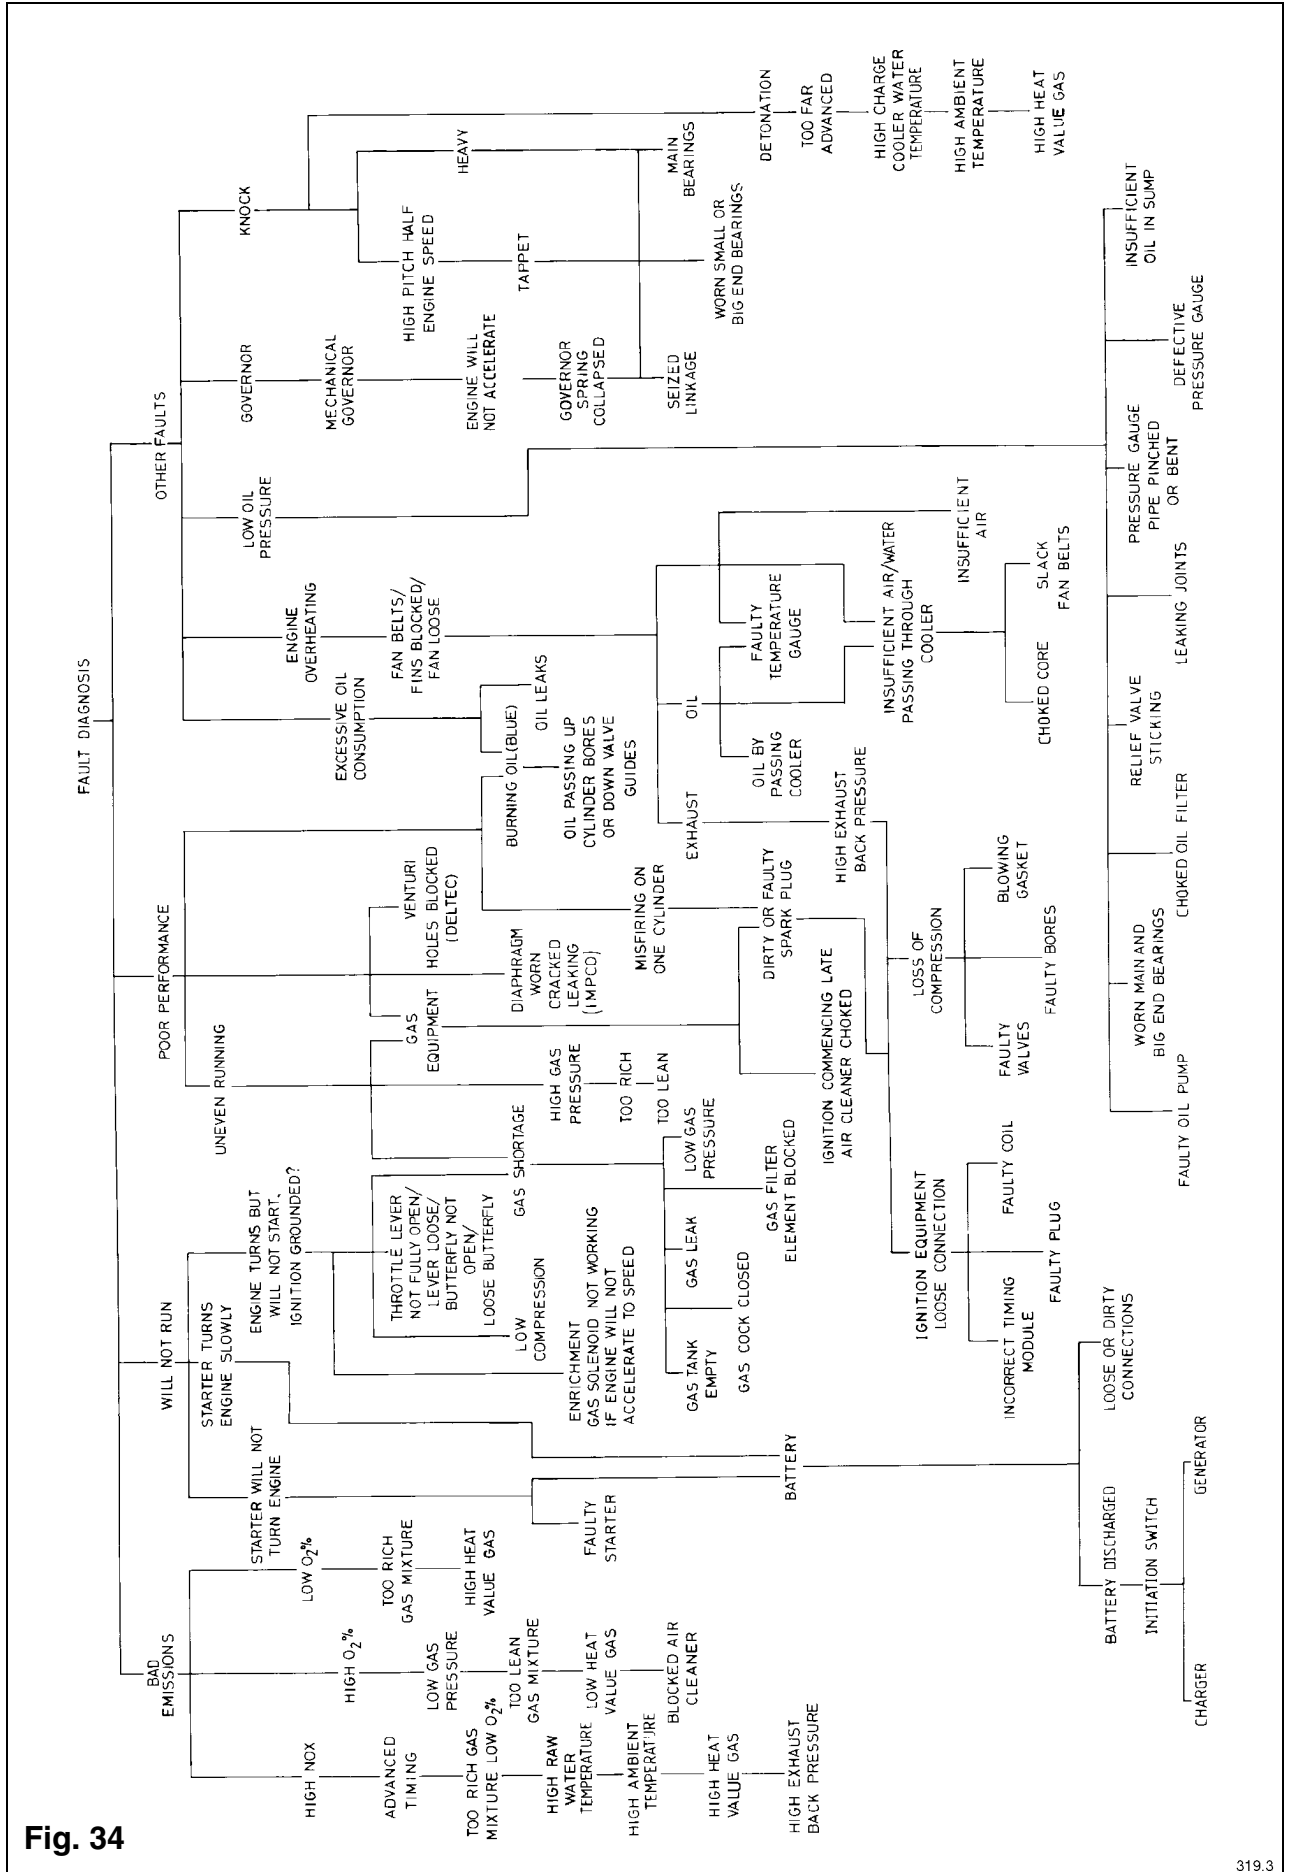 FAULT DIAGNOSIS
BAD
EMISSIONS
WILL NOT RUN
POOR PERFORMANCE
OTHER FAULTS
HIGH NOX
ADVANCED
TIMING
TOO RICH GAS
MIXTURE LOW O2%
HIGH RAW
WATER
TEMPERATURE
HIGH AMBIENT
TEMPERATURE
HIGH HEAT
VALUE GAS
HIGH EXHAUST
BACK PRESSURE
HIGH O2%
LOW GAS
PRESSURE
TOO LEAN
GAS MIXTURE
LOW HEAT
VALUE GAS
BLOCKED AIR
CLEANER
LOW O2%
TOO RICH
GAS MIXTURE
HIGH HEAT
VALUE GAS
STARTER WILL NOT
TURN ENGINE
FAULTY
STARTER
STARTER TURNS
ENGINE SLOWLY
BATTERY
BATTERY DISCHARGED
INITIATION SWITCH
CHARGER
GENERATOR
LOOSE OR DIRTY
CONNECTIONS
ENGINE TURNS BUT
WILL NOT START,
IGNITION GROUNDED?
THROTTLE LEVER
NOT FULLY OPEN/
LEVER LOOSE/
BUTTERFLY NOT
OPEN/
LOOSE BUTTERFLY
LOW
COMPRESSION
ENRICHMENT
GAS SOLENOID NOT WORKING
IF ENGINE WILL NOT
ACCELERATE TO SPEED
GAS SHORTAGE
GAS TANK
EMPTY
GAS COCK CLOSED
GAS LEAK
GAS FILTER
ELEMENT BLOCKED
LOW GAS
PRESSURE
UNEVEN RUNNING
HIGH GAS
PRESSURE
TOO RICH
TOO LEAN
GAS
EQUIPMENT
VENTURI
HOLES BLOCKED
(DELTEC)
DIAPHRAGM
WORN
CRACKED
LEAKING
(IMPCO)
IGNITION COMMENCING LATE
AIR CLEANER CHOKED
DIRTY OR FAULTY
SPARK PLUG
MISFIRING ON
ONE CYLINDER
BURNING OIL(BLUE)
OIL PASSING UP
CYLINDER BORES
OR DOWN VALVE
GUIDES
OIL LEAKS
EXCESSIVE OIL
CONSUMPTION
IGNITION EQUIPMENT
LOOSE CONNECTION
INCORRECT TIMING
MODULE
FAULTY PLUG
FAULTY COIL
LOSS OF
COMPRESSION
FAULTY
VALVES
FAULTY BORES
BLOWING
GASKET
ENGINE
OVERHEATING
FAN BELTS/
FINS BLOCKED/
FAN LOOSE
EXHAUST
HIGH EXHAUST
BACK PRESSURE
OIL
OIL BY
PASSING
COOLER
FAULTY
TEMPERATURE
GAUGE
INSUFFICIENT AIR/WATER
PASSING THROUGH
COOLER
CHOKED CORE
SLACK
FAN BELTS
INSUFFICIENT
AIR
LOW OIL
PRESSURE
FAULTY OIL PUMP
WORN MAIN AND
BIG END BEARINGS
CHOKED OIL FILTER
RELIEF VALVE
STICKING
LEAKING JOINTS
PRESSURE GAUGE
PIPE PINCHED
OR BENT
DEFECTIVE
PRESSURE GAUGE
INSUFFICIENT
OIL IN SUMP
GOVERNOR
MECHANICAL
GOVERNOR
ENGINE WILL
NOT ACCELERATE
GOVERNOR
SPRING
COLLAPSED
SEIZED
LINKAGE
KNOCK
HIGH PITCH HALF
ENGINE SPEED
TAPPET
WORN SMALL OR
BIG END BEARINGS
HEAVY
MAIN
BEARINGS
DETONATION
TOO FAR
ADVANCED
HIGH CHARGE
COOLER WATER
TEMPERATURE
HIGH AMBIENT
TEMPERATURE
HIGH HEAT
VALUE GAS
Fig. 34
319.3